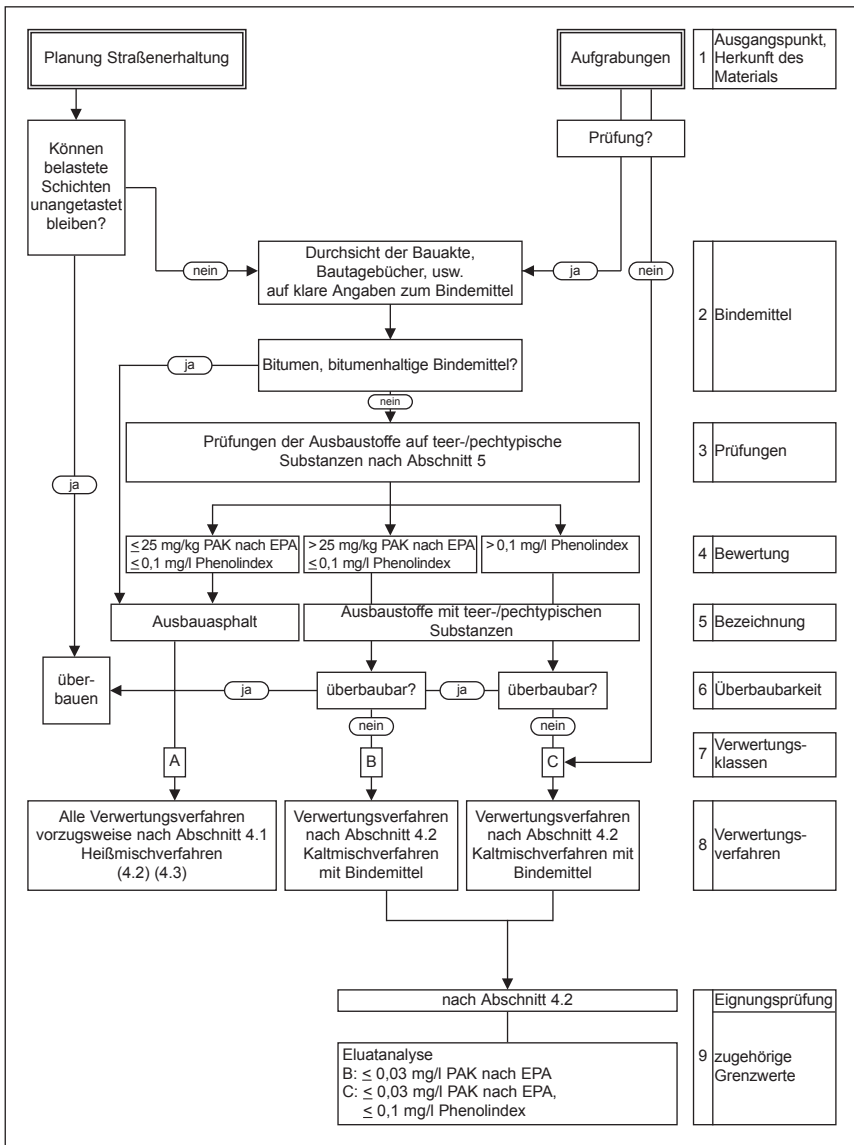 Planung Straßenerhaltung
Aufgrabungen
1
Ausgangspunkt,
Herkunft des
Materials
Prüfung?
Können
belastete
Schichten
unangetastet
bleiben?
nein
Durchsicht der Bauakte,
Bautagebücher, usw.
auf klare Angaben zum Bindemittel
ja
nein
2
Bindemittel
ja
Bitumen, bitumenhaltige Bindemittel?
nein
Prüfungen der Ausbaustoffe auf teer-/pechtypische
Substanzen nach Abschnitt 5
3
Prüfungen
ja
≤ 25 mg/kg PAK nach EPA
≤ 0,1 mg/l Phenolindex
> 25 mg/kg PAK nach EPA
≤ 0,1 mg/l Phenolindex
> 0,1 mg/l Phenolindex
4
Bewertung
Ausbauasphalt
Ausbaustoffe mit teer-/pechtypischen
Substanzen
5
Bezeichnung
über-
bauen
ja
überbaubar?
ja
überbaubar?
6
Überbaubarkeit
nein
nein
A
B
C
7
Verwertungs-
klassen
Alle Verwertungsverfahren
vorzugsweise nach Abschnitt 4.1
Heißmischverfahren
(4.2) (4.3)
Verwertungsverfahren
nach Abschnitt 4.2
Kaltmischverfahren
mit Bindemittel
Verwertungsverfahren
nach Abschnitt 4.2
Kaltmischverfahren mit
Bindemittel
8
Verwertungs-
verfahren
nach Abschnitt 4.2
Eignungsprüfung
Eluatanalyse
B: ≤ 0,03 mg/l PAK nach EPA
C: ≤ 0,03 mg/l PAK nach EPA,
≤ 0,1 mg/l Phenolindex
9
zugehörige
Grenzwerte